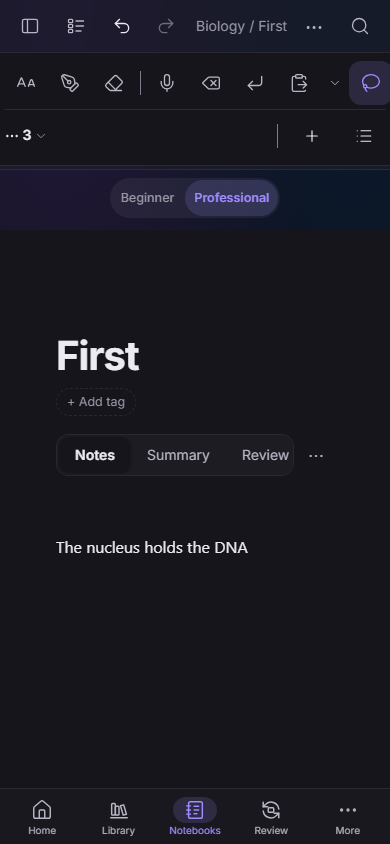 Biology / First
AA
3
Beginner
Professional
First
+ Add tag
Notes
Summary
Review
The nucleus holds the DNA
Home
Library
Notebooks
Review
More